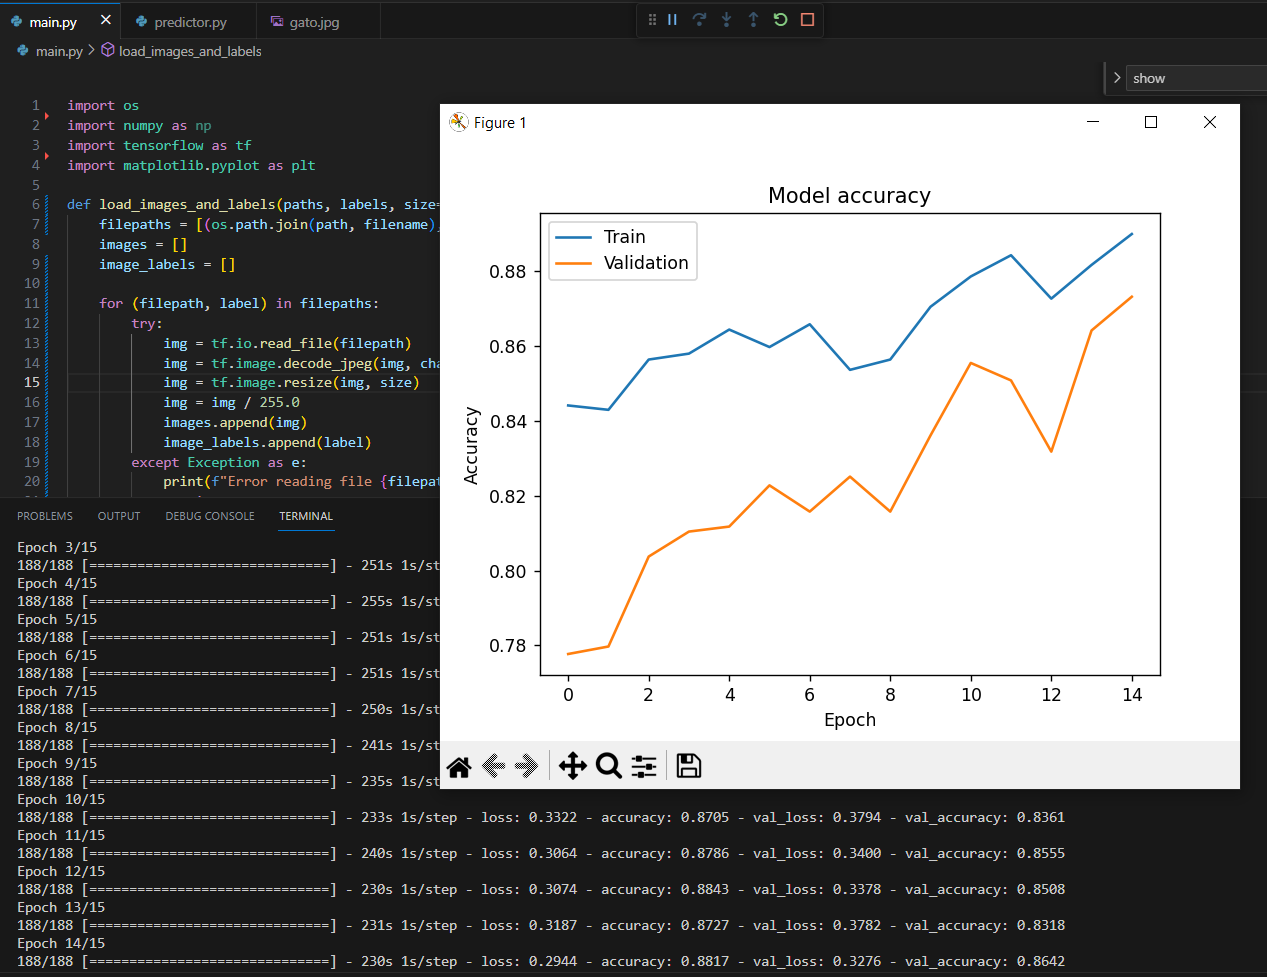 main.py
predictor.py
gato.jpg
main.py > load_images_and_labels
show
1 import os
2 import numpy as np
3 import tensorflow as tf
4 import matplotlib.pyplot as plt
5
6 def load_images_and_labels(paths, labels, size=
7 filepaths = [(os.path.join(path, filename),
8 images = []
9 image_labels = []
10
11 for (filepath, label) in filepaths:
12 try:
13 img = tf.io.read_file(filepath)
14 img = tf.image.decode_jpeg(img, cha
15 img = tf.image.resize(img, size)
16 img = img / 255.0
17 images.append(img)
18 image_labels.append(label)
19 except Exception as e:
20 print(f"Error reading file {filepat
Figure 1
Model accuracy
Train
Validation
0.88
0.86
0.84
0.82
0.80
0.78
Accuracy
0 2 4 6 8 10 12 14
Epoch
PROBLEMS OUTPUT DEBUG CONSOLE TERMINAL
Epoch 3/15
188/188 [==============================] - 251s 1s/st
Epoch 4/15
188/188 [==============================] - 255s 1s/st
Epoch 5/15
188/188 [==============================] - 251s 1s/st
Epoch 6/15
188/188 [==============================] - 251s 1s/st
Epoch 7/15
188/188 [==============================] - 250s 1s/st
Epoch 8/15
188/188 [==============================] - 241s 1s/st
Epoch 9/15
188/188 [==============================] - 235s 1s/st
Epoch 10/15
188/188 [==============================] - 233s 1s/step - loss: 0.3322 - accuracy: 0.8705 - val_loss: 0.3794 - val_accuracy: 0.8361
Epoch 11/15
188/188 [==============================] - 240s 1s/step - loss: 0.3064 - accuracy: 0.8786 - val_loss: 0.3400 - val_accuracy: 0.8555
Epoch 12/15
188/188 [==============================] - 230s 1s/step - loss: 0.3074 - accuracy: 0.8843 - val_loss: 0.3378 - val_accuracy: 0.8508
Epoch 13/15
188/188 [==============================] - 231s 1s/step - loss: 0.3187 - accuracy: 0.8727 - val_loss: 0.3782 - val_accuracy: 0.8318
Epoch 14/15
188/188 [==============================] - 230s 1s/step - loss: 0.2944 - accuracy: 0.8817 - val_loss: 0.3276 - val_accuracy: 0.8642